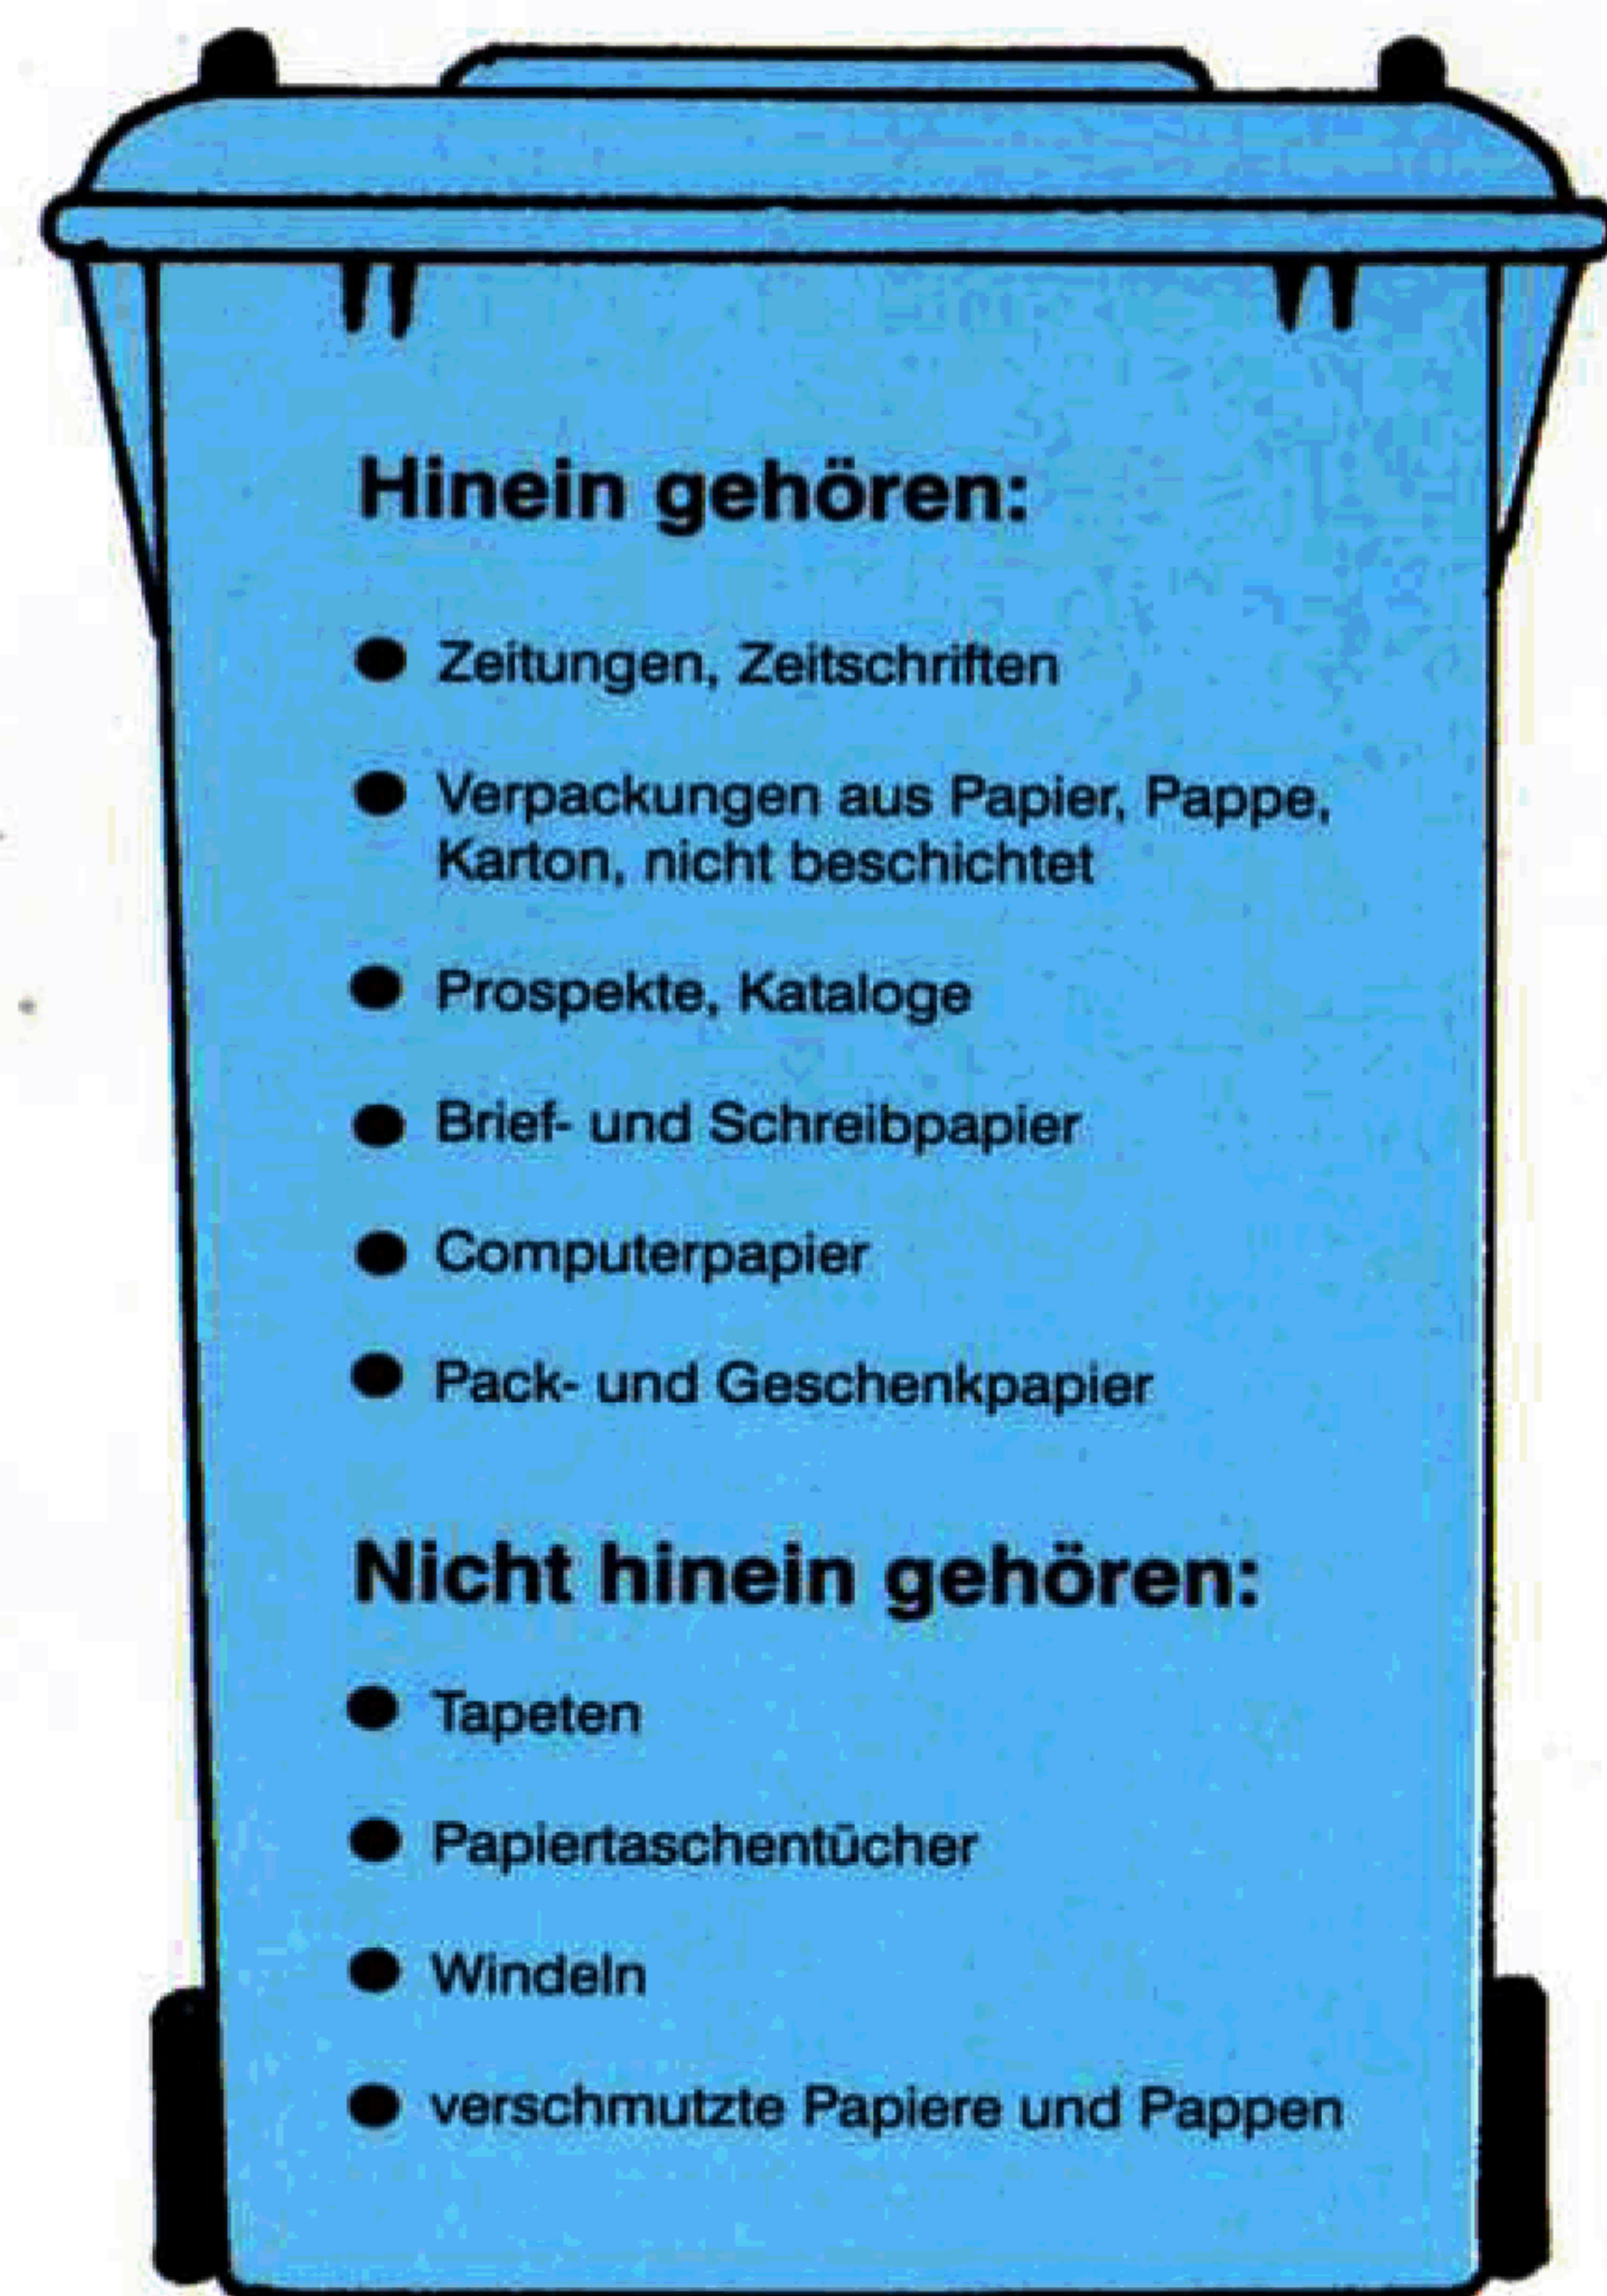 Hinein gehören:
● Zeitungen, Zeitschriften
● Verpackungen aus Papier, Pappe,
Karton, nicht beschichtet
● Prospekte, Kataloge
● Brief- und Schreibpapier
● Computerpapier
● Pack- und Geschenkpapier
Nicht hinein gehören:
● Tapeten
● Papiertaschentücher
● Windeln
● verschmutzte Papiere und Pappen